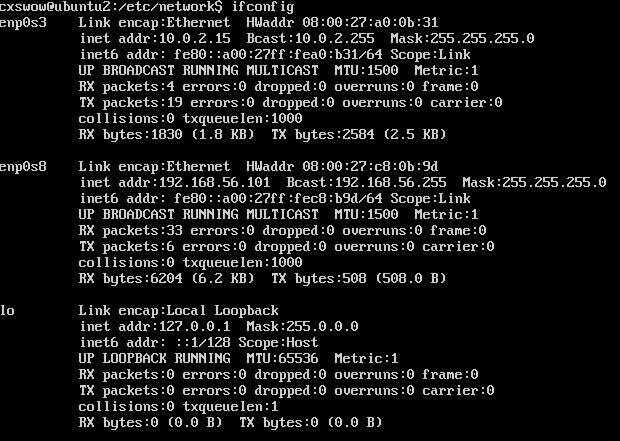 cxswow@ubuntu2:/etc/network$ ifconfig
enp0s3 Link encap:Ethernet HWaddr 08:00:27:a0:0b:31
inet addr:10.0.2.15 Bcast:10.0.2.255 Mask:255.255.255.0
inet6 addr: fe80::a00:27ff:fea0:b31/64 Scope:Link
UP BROADCAST RUNNING MULTICAST MTU:1500 Metric:1
RX packets:4 errors:0 dropped:0 overruns:0 frame:0
TX packets:19 errors:0 dropped:0 overruns:0 carrier:0
collisions:0 txqueuelen:1000
RX bytes:1830 (1.8 KB) TX bytes:2584 (2.5 KB)
enp0s8 Link encap:Ethernet HWaddr 08:00:27:c8:0b:9d
inet addr:192.168.56.101 Bcast:192.168.56.255 Mask:255.255.255.0
inet6 addr: fe80::a00:27ff:fec8:b9d/64 Scope:Link
UP BROADCAST RUNNING MULTICAST MTU:1500 Metric:1
RX packets:33 errors:0 dropped:0 overruns:0 frame:0
TX packets:6 errors:0 dropped:0 overruns:0 carrier:0
collisions:0 txqueuelen:1000
RX bytes:6204 (6.2 KB) TX bytes:508 (508.0 B)
lo Link encap:Local Loopback
inet addr:127.0.0.1 Mask:255.0.0.0
inet6 addr: ::1/128 Scope:Host
UP LOOPBACK RUNNING MTU:65536 Metric:1
RX packets:0 errors:0 dropped:0 overruns:0 frame:0
TX packets:0 errors:0 dropped:0 overruns:0 carrier:0
collisions:0 txqueuelen:1
RX bytes:0 (0.0 B) TX bytes:0 (0.0 B)